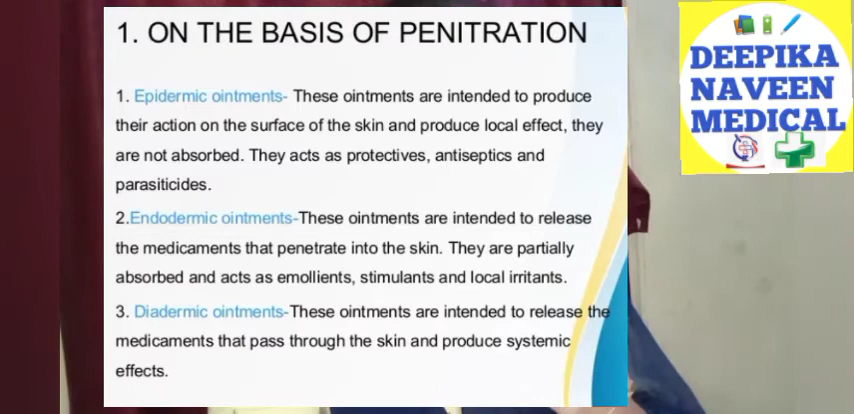 1. ON THE BASIS OF PENITRATION
1. Epidermic ointments- These ointments are intended to produce
their action on the surface of the skin and produce local effect, they
are not absorbed. They acts as protectives, antiseptics and
parasiticides.
2.Endodermic ointments-These ointments are intended to release
the medicaments that penetrate into the skin. They are partially
absorbed and acts as emollients, stimulants and local irritants.
3. Diadermic ointments-These ointments are intended to release the
medicaments that pass through the skin and produce systemic
effects.
DEEPIKA
NAVEEN
MEDICAL